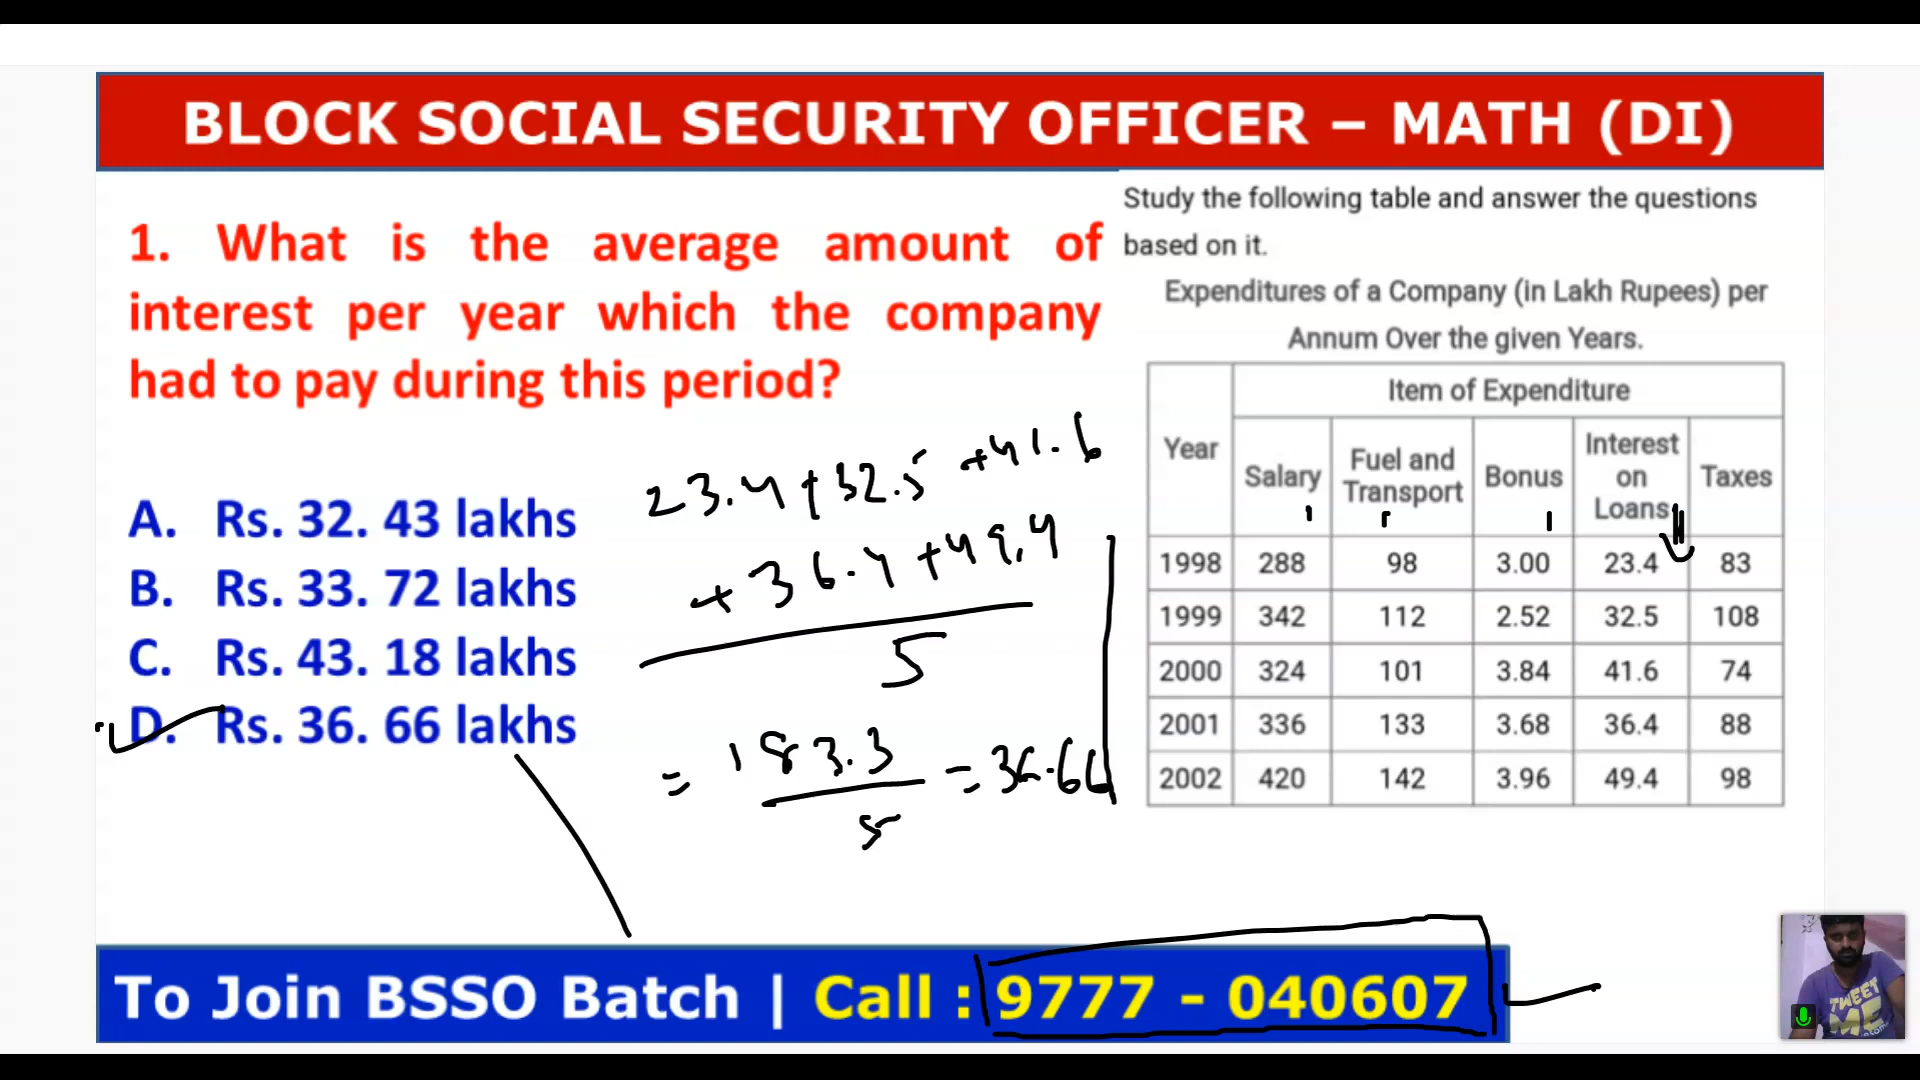 BLOCK SOCIAL SECURITY OFFICER – MATH (DI)
1. What is the average amount of
interest per year which the company
had to pay during this period?
A. Rs. 32. 43 lakhs
B. Rs. 33. 72 lakhs
C. Rs. 43. 18 lakhs
D. Rs. 36. 66 lakhs
23.4+32.5 +41.6
+36.4+49.4
5
= 183.3 = 36.66
5
Study the following table and answer the questions
based on it.
Expenditures of a Company (in Lakh Rupees) per
Annum Over the given Years.
Year Item of Expenditure
Salary Fuel and Transport Bonus Interest on Loans Taxes
1998 288 98 3.00 23.4 83
1999 342 112 2.52 32.5 108
2000 324 101 3.84 41.6 74
2001 336 133 3.68 36.4 88
2002 420 142 3.96 49.4 98
To Join BSSO Batch | Call : 9777 - 040607
TWEET
ME